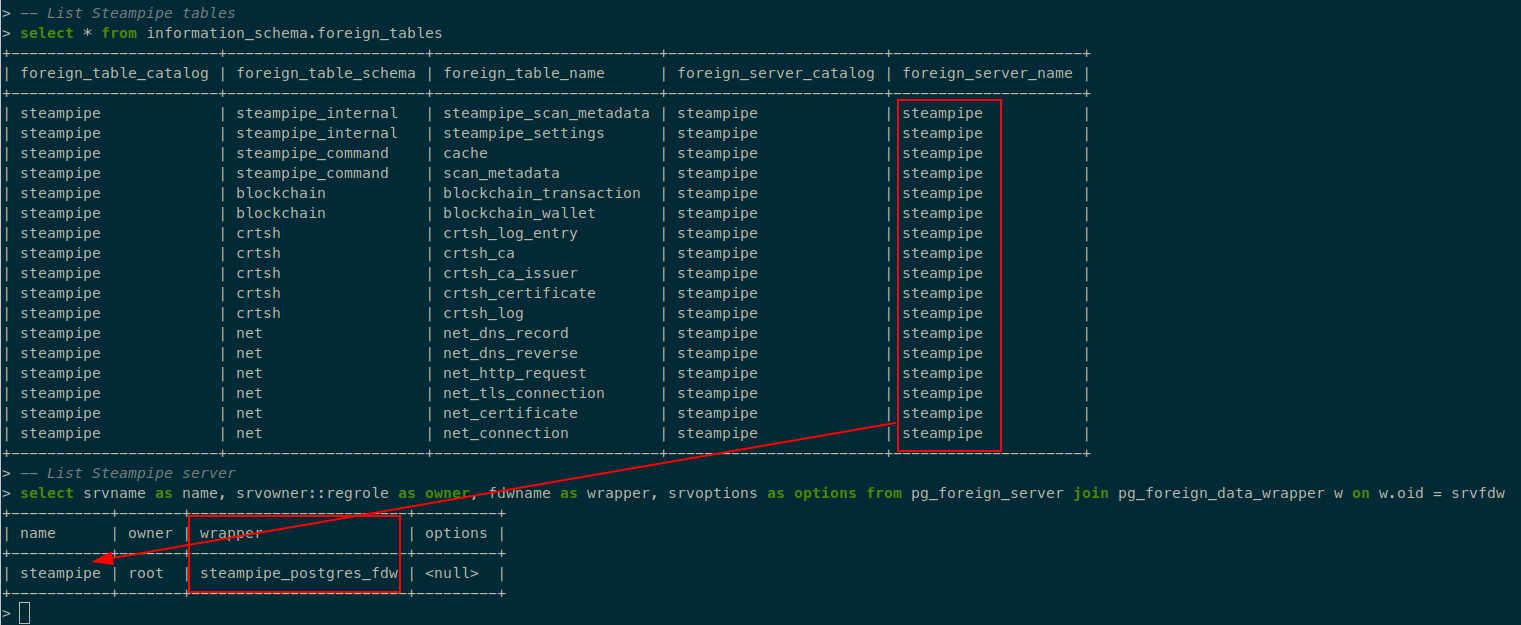 > -- List Steampipe tables
> select * from information_schema.foreign_tables
+-----------------------+----------------------+-------------------------+------------------------+---------------------+
| foreign_table_catalog | foreign_table_schema | foreign_table_name      | foreign_server_catalog | foreign_server_name |
+-----------------------+----------------------+-------------------------+------------------------+---------------------+
| steampipe             | steampipe_internal   | steampipe_scan_metadata | steampipe              | steampipe           |
| steampipe             | steampipe_internal   | steampipe_settings      | steampipe              | steampipe           |
| steampipe             | steampipe_command    | cache                   | steampipe              | steampipe           |
| steampipe             | steampipe_command    | scan_metadata           | steampipe              | steampipe           |
| steampipe             | blockchain           | blockchain_transaction  | steampipe              | steampipe           |
| steampipe             | blockchain           | blockchain_wallet       | steampipe              | steampipe           |
| steampipe             | crtsh                | crtsh_log_entry         | steampipe              | steampipe           |
| steampipe             | crtsh                | crtsh_ca                | steampipe              | steampipe           |
| steampipe             | crtsh                | crtsh_ca_issuer         | steampipe              | steampipe           |
| steampipe             | crtsh                | crtsh_certificate       | steampipe              | steampipe           |
| steampipe             | crtsh                | crtsh_log               | steampipe              | steampipe           |
| steampipe             | net                  | net_dns_record          | steampipe              | steampipe           |
| steampipe             | net                  | net_dns_reverse         | steampipe              | steampipe           |
| steampipe             | net                  | net_http_request        | steampipe              | steampipe           |
| steampipe             | net                  | net_tls_connection      | steampipe              | steampipe           |
| steampipe             | net                  | net_certificate         | steampipe              | steampipe           |
| steampipe             | net                  | net_connection          | steampipe              | steampipe           |
+-----------------------+----------------------+-------------------------+------------------------+---------------------+
> -- List Steampipe server
> select srvname as name, srvowner::regrole as owner, fdwname as wrapper, srvoptions as options from pg_foreign_server join pg_foreign_data_wrapper w on w.oid = srvfdw
+-----------+-------+------------------------+---------+
| name      | owner | wrapper                | options |
+-----------+-------+------------------------+---------+
| steampipe | root  | steampipe_postgres_fdw | <null>  |
+-----------+-------+------------------------+---------+
>